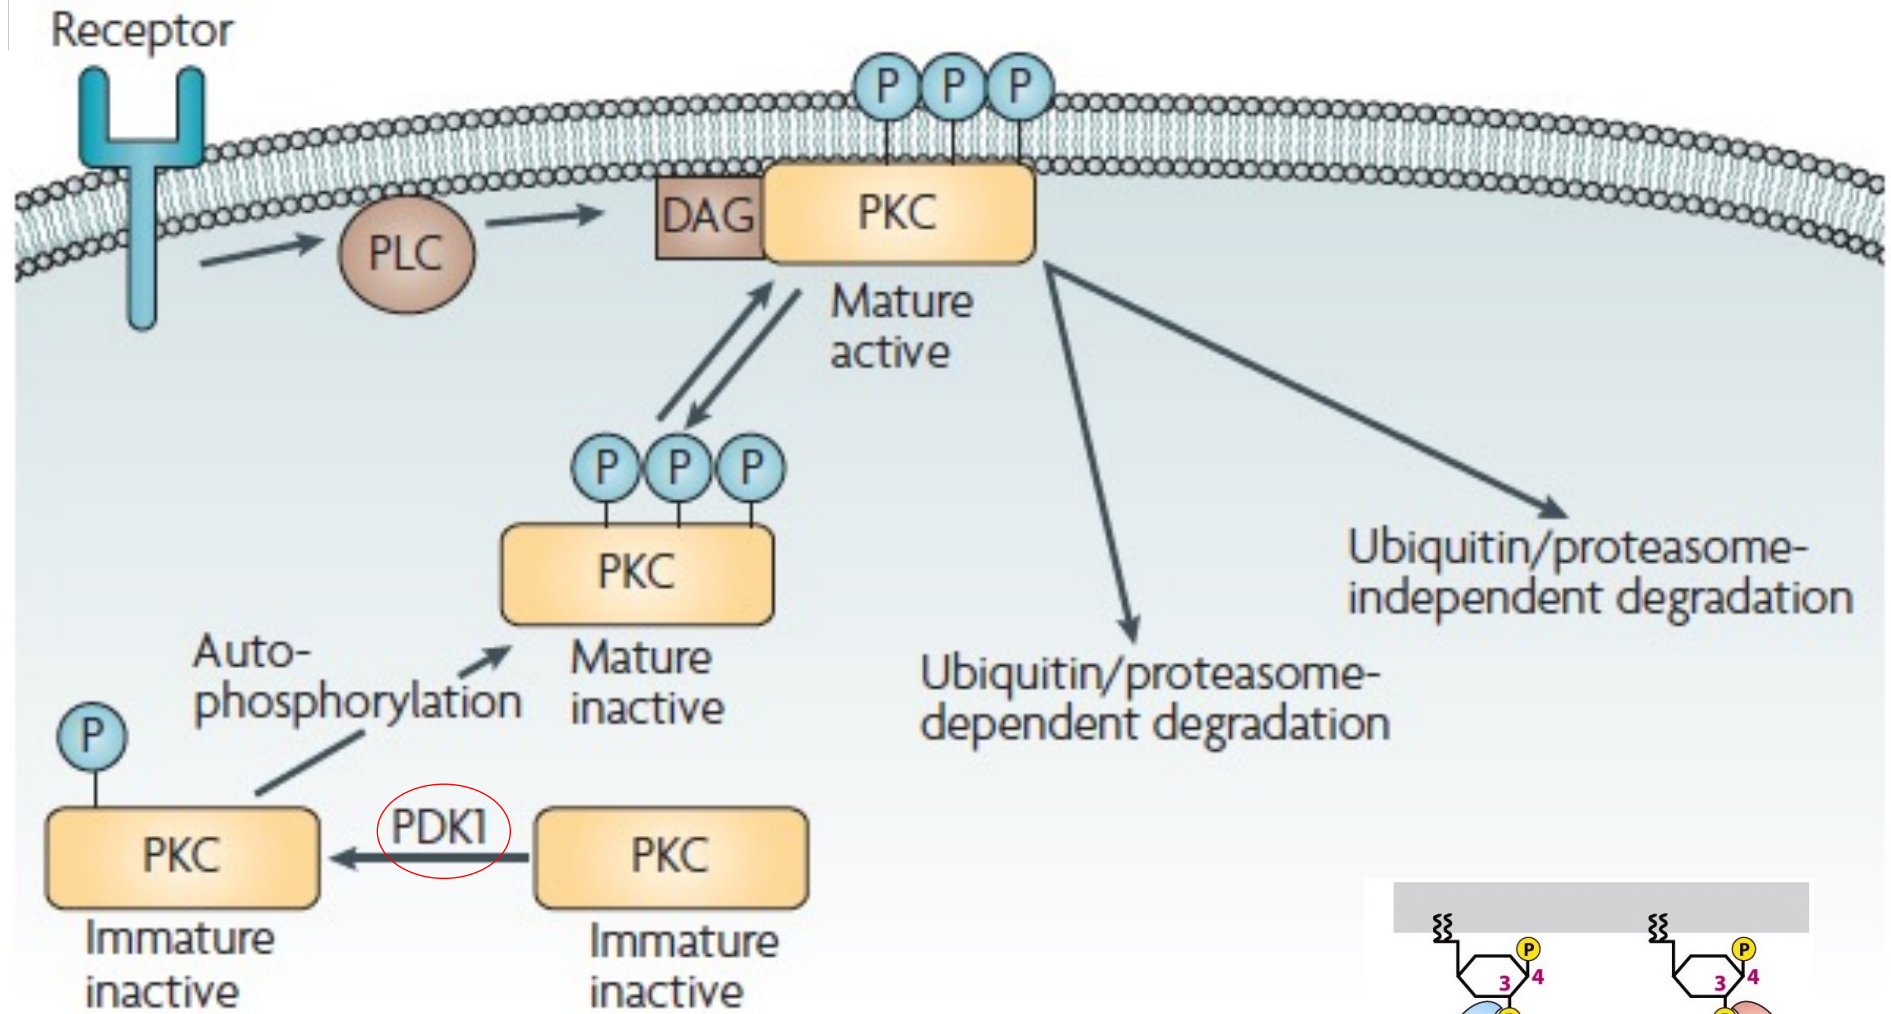 Receptor
P P P
PLC
DAG
PKC
Mature
active
P P P
PKC
Mature
inactive
Auto-
phosphorylation
P
PKC
Immature
inactive
PDK1
PKC
Immature
inactive
Ubiquitin/proteasome-
dependent degradation
Ubiquitin/proteasome-
independent degradation
P
3 4
P
3 4